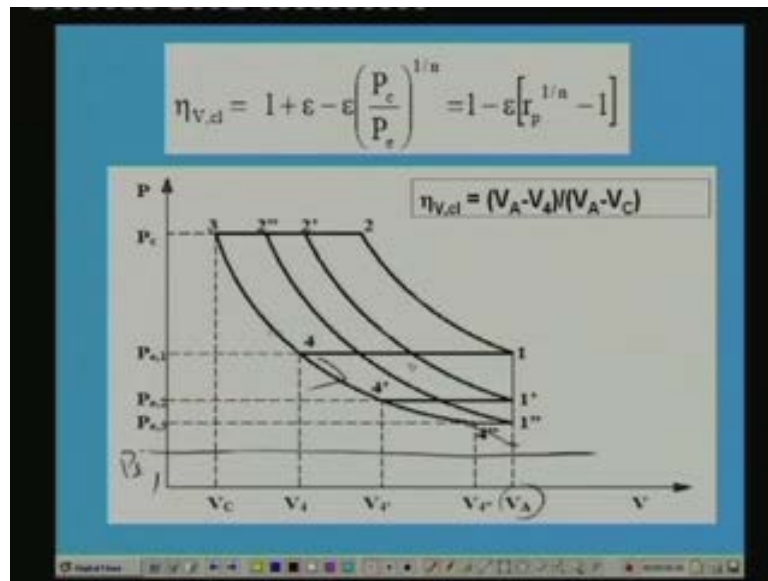 η_V,cl = 1 + ε − ε(P_c/P_e)^1/n = 1 − ε[r_p^1/n − 1]
η_V,cl = (V_A-V_4)/(V_A-V_C)
P
P_c
3 2'' 2' 2
P_e,1
4 1
P_e,2
4' 1'
P_e,3
4'' 1''
V_C V_4 V_4' V_4'' V_A V